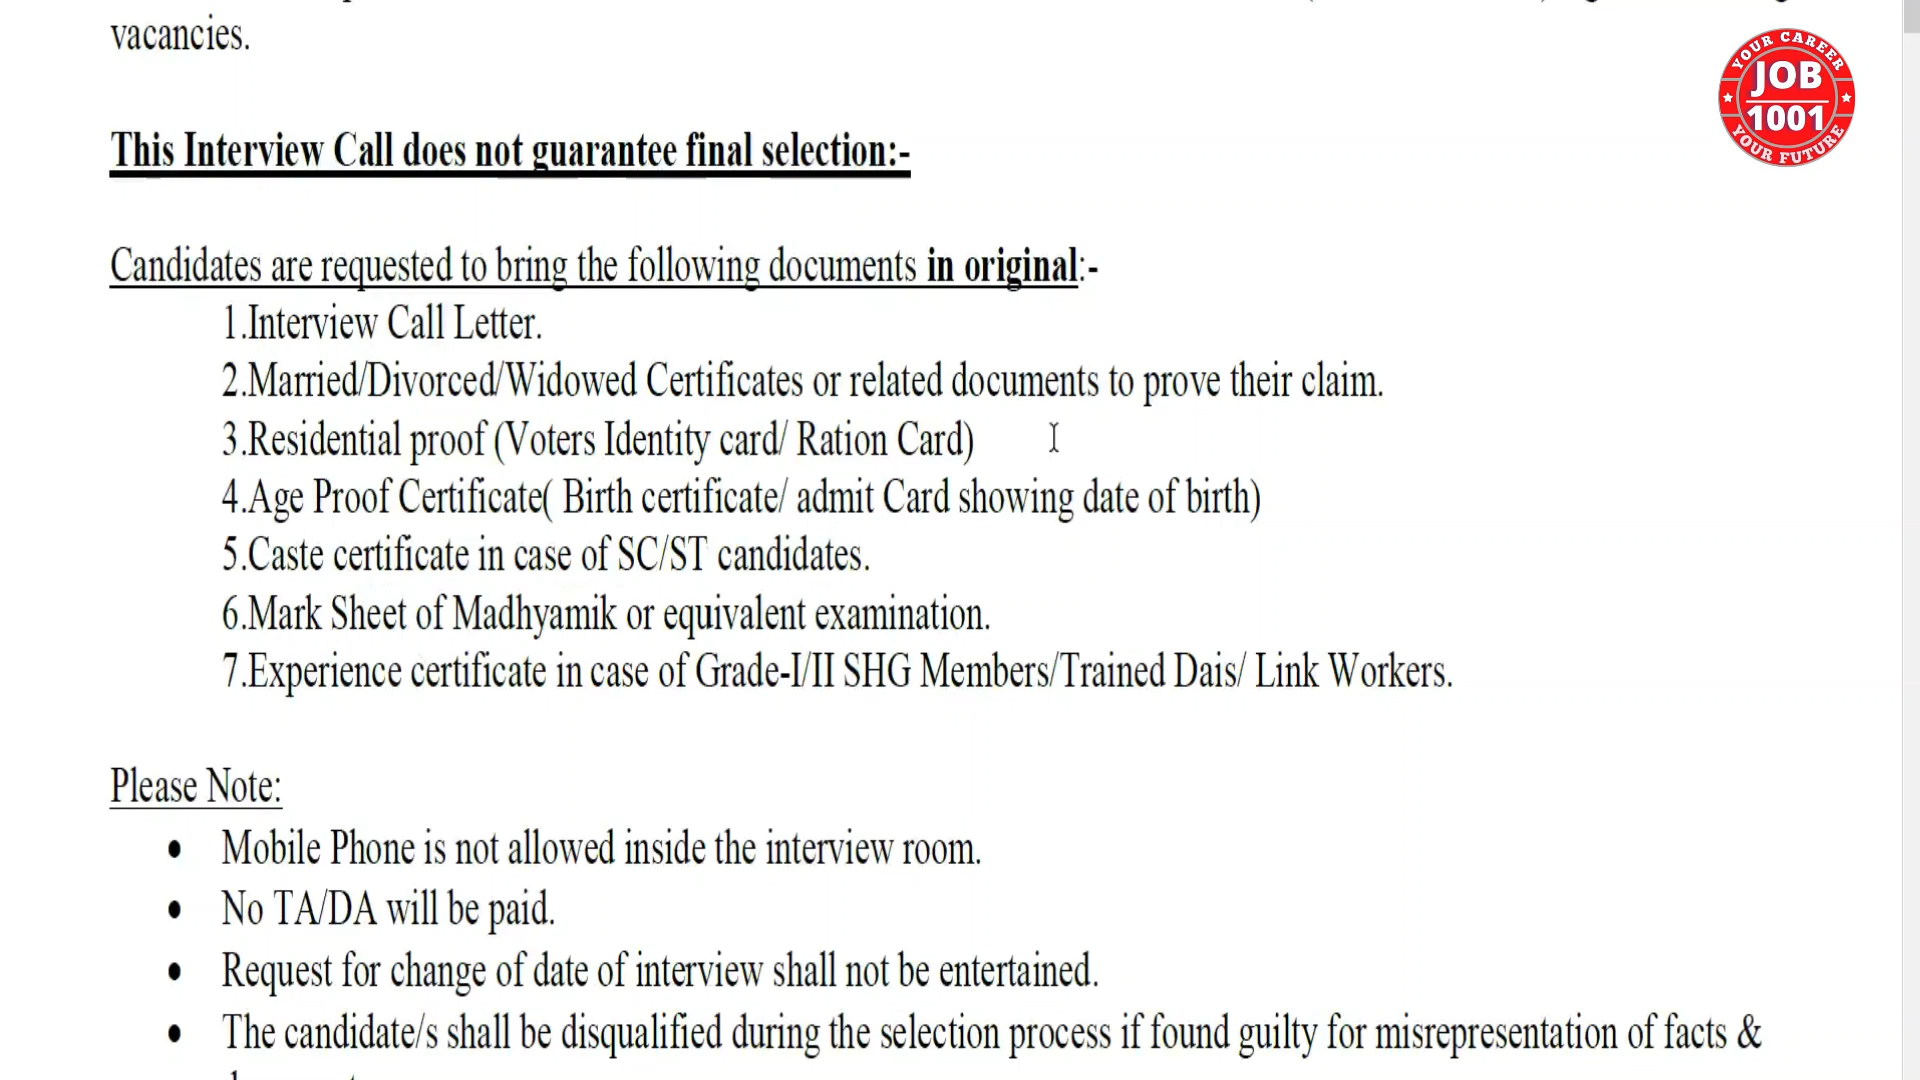 vacancies.
YOUR CAREER
JOB
1001
YOUR FUTURE
This Interview Call does not guarantee final selection:-
Candidates are requested to bring the following documents in original:-
1.Interview Call Letter.
2.Married/Divorced/Widowed Certificates or related documents to prove their claim.
3.Residential proof (Voters Identity card/ Ration Card)
4.Age Proof Certificate( Birth certificate/ admit Card showing date of birth)
5.Caste certificate in case of SC/ST candidates.
6.Mark Sheet of Madhyamik or equivalent examination.
7.Experience certificate in case of Grade-I/II SHG Members/Trained Dais/ Link Workers.
Please Note:
• Mobile Phone is not allowed inside the interview room.
• No TA/DA will be paid.
• Request for change of date of interview shall not be entertained.
• The candidate/s shall be disqualified during the selection process if found guilty for misrepresentation of facts &